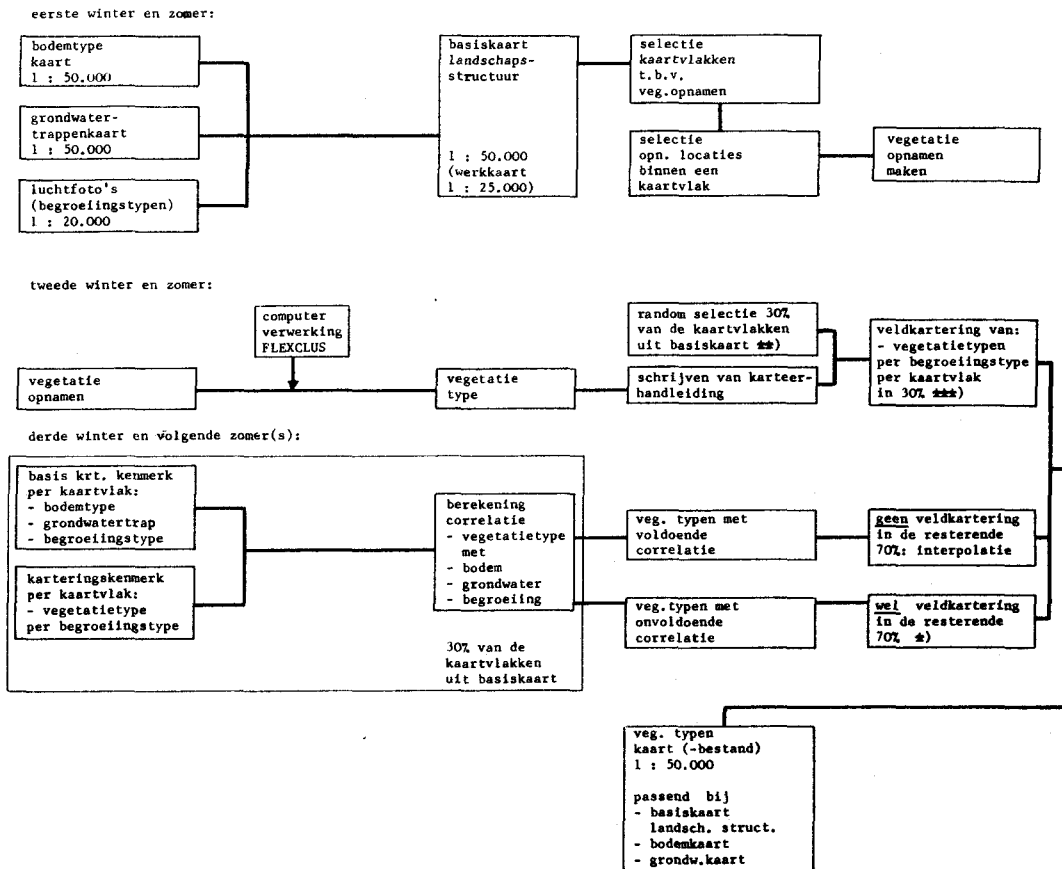 eerste winter en zomer:
bodemtype
kaart
1 : 50.000
grondwater-
trappenkaart
1 : 50.000
luchtfoto's
(begroeiingstypen)
1 : 20.000
basiskaart
landschaps-
structuur
1 : 50.000
(werkkaart
1 : 25.000)
selectie
kaartvlakken
t.b.v.
veg.opnamen
selectie
opn. locaties
binnen een
kaartvlak
vegetatie
opnamen
maken
tweede winter en zomer:
vegetatie
opnamen
computer
verwerking
FLEXCLUS
vegetatie
type
random selectie 30%
van de kaartvlakken
uit basiskaart **)
schrijven van karteer-
handleiding
veldkartering van:
- vegetatietypen
per begroeiingstype
per kaartvlak
in 30% ***)
derde winter en volgende zomer(s):
basis krt. kenmerk
per kaartvlak:
- bodemtype
- grondwatertrap
- begroeiingstype
karteringskenmerk
per kaartvlak:
- vegetatietype
per begroeiingstype
berekening
correlatie
- vegetatietype
met
- bodem
- grondwater
- begroeiing
30% van de
kaartvlakken
uit basiskaart
veg. typen met
voldoende
correlatie
geen veldkartering
in de resterende
70%: interpolatie
veg.typen met
onvoldoende
correlatie
wel veldkartering
in de resterende
70% *)
veg. typen
kaart (-bestand)
1 : 50.000
passend bij
- basiskaart
landsch. struct.
- bodemkaart
- grondw.kaart